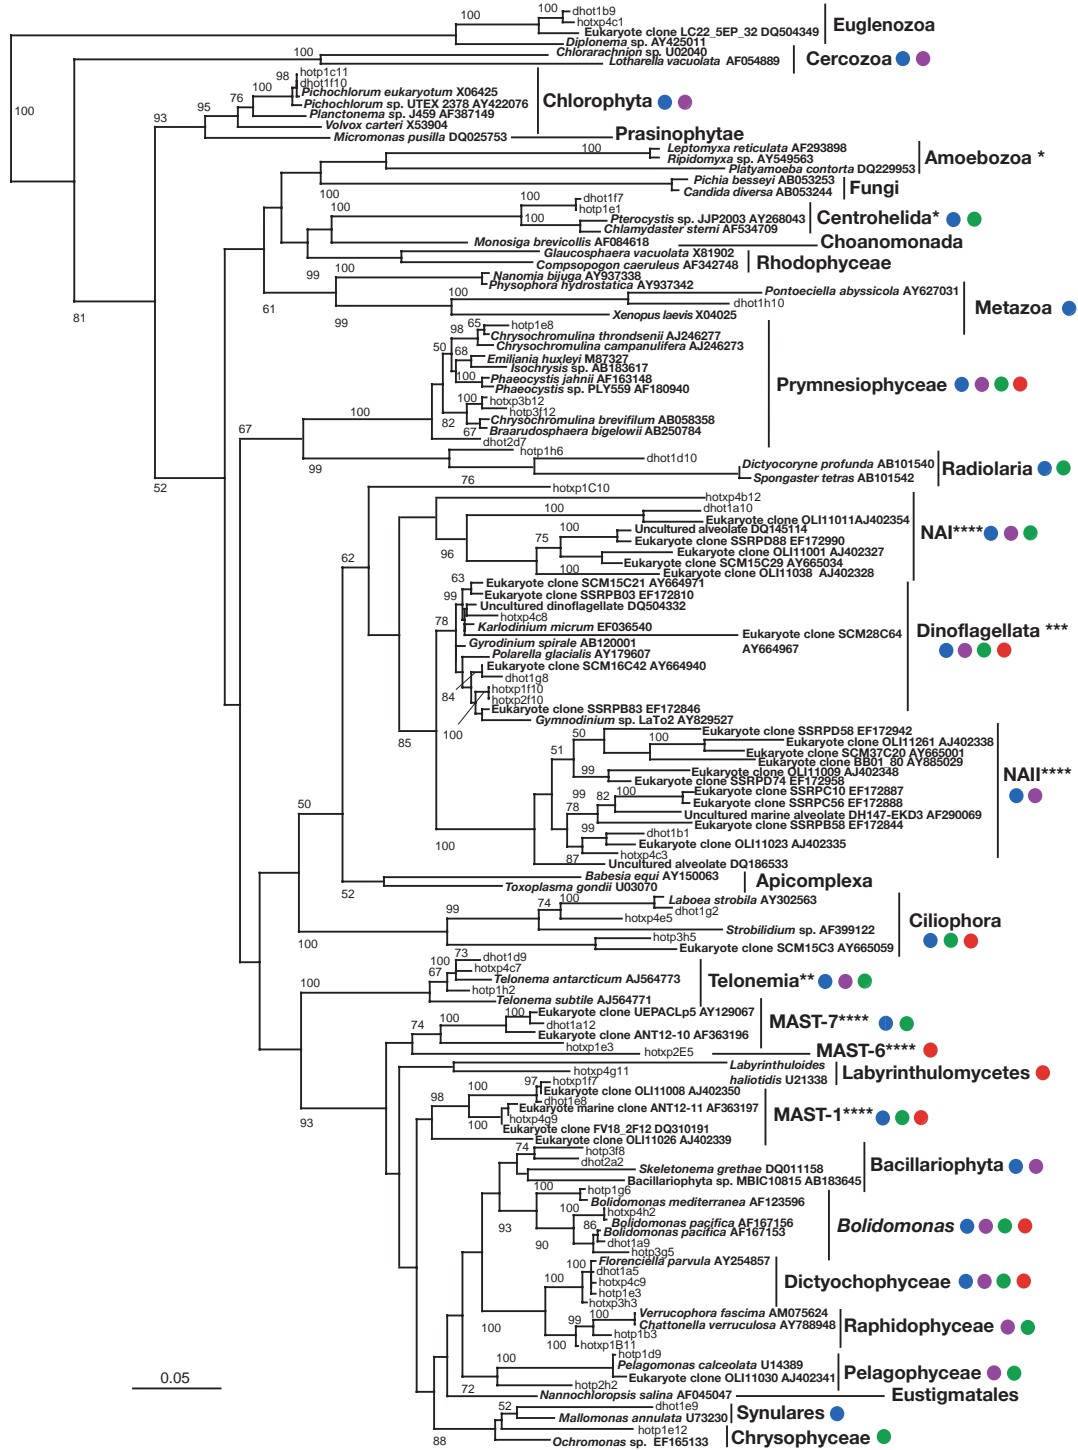 100
dhot1b9
hotxp4c1
Eukaryote clone LC22_5EP_32 DQ504349
Euglenozoa
Diplonema sp. AY425011
100
Chlorarachnion sp. U02040
Lotharella vacuolata AF054889
Cercozoa
100
98
hotp1c11
dhot1f10
100
Pichochlorum eukaryotum X06425
76
Pichochlorum sp. UTEX 2378 AY422076
Chlorophyta
95
Planctonema sp. J459 AF387149
93
Volvox carteri X53904
Micromonas pusilla DQ025753
Prasinophytae
100
Leptomyxa reticulata AF293898
Ripidomyxa sp. AY549563
Platyamoeba contorta DQ229953
Amoebozoa *
Pichia besseyi AB053253
Candida diversa AB053244
Fungi
100
100
dhot1f7
100
hotp1e1
100
Pterocystis sp. JJP2003 AY268043
Chlamydaster sterni AF534709
Centrohelida*
Monosiga brevicollis AF084618
Choanomonada
Glaucosphaera vacuolata X81902
Compsopogon caeruleus AF342748
Rhodophyceae
99
100
Nanomia bijuga AY937338
Physophora hydrostatica AY937342
81
61
99
100
Pontoeciella abyssicola AY627031
dhot1h10
Xenopus laevis X04025
Metazoa
65
hotp1e8
98
Chrysochromulina throndsenii AJ246277
50
Chrysochromulina campanulifera AJ246273
68
Emiliania huxleyi M87327
Isochrysis sp. AB183617
100
Phaeocystis jahnii AF163148
Phaeocystis sp. PLY559 AF180940
Prymnesiophyceae
100
hotxp3b12
hotp3f12
100
82
Chrysochromulina brevifilum AB058358
67
Braarudosphaera bigelowii AB250784
67
dhot2d7
hotp1h6
dhot1d10
99
Dictyocoryne profunda AB101540
Spongaster tetras AB101542
Radiolaria
52
76
hotxp1C10
hotxp4b12
100
dhot1a10
Eukaryote clone OLI11011AJ402354
100
Uncultured alveolate DQ145114
75
Eukaryote clone SSRPD88 EF172990
NAI****
96
Eukaryote clone OLI11001 AJ402327
Eukaryote clone SCM15C29 AY665034
100
Eukaryote clone OLI11038 AJ402328
62
63
Eukaryote clone SCM15C21 AY664971
99
Eukaryote clone SSRPB03 EF172810
Uncultured dinoflagellate DQ504332
hotxp4c8
78
Karlodinium micrum EF036540
Eukaryote clone SCM28C64
AY664967
Gyrodinium spirale AB120001
Polarella glacialis AY179607
Dinoflagellata ***
Eukaryote clone SCM16C42 AY664940
dhot1g8
84
hotxp1f10
hotxp2f10
Eukaryote clone SSRPB83 EF172846
Gymnodinium sp. LaTo2 AY829527
100
85
50
Eukaryote clone SSRPD58 EF172942
100
Eukaryote clone OLI11261 AJ402338
51
Eukaryote clone SCM37C20 AY665001
Eukaryote clone BB01_80 AY885029
99
Eukaryote clone OLI11009 AJ402348
Eukaryote clone SSRPD74 EF172958
NAII****
99
82
100
Eukaryote clone SSRPC10 EF172887
78
Eukaryote clone SSRPC56 EF172888
Uncultured marine alveolate DH147-EKD3 AF290069
Eukaryote clone SSRPB58 EF172844
99
dhot1b1
Eukaryote clone OLI11023 AJ402335
100
hotxp4c3
87
Uncultured alveolate DQ186533
50
52
Babesia equi AY150063
Toxoplasma gondii U03070
Apicomplexa
100
Laboea strobila AY302563
74
dhot1g2
99
hotxp4e5
Strobilidium sp. AF399122
Ciliophora
hotp3h5
Eukaryote clone SCM15C3 AY665059
100
73
dhot1d9
100
hotxp4c7
67
Telonema antarcticum AJ564773
hotp1h2
Telonema subtile AJ564771
Telonemia**
100
100
Eukaryote clone UEPACLp5 AY129067
dhot1a12
100
74
Eukaryote clone ANT12-10 AF363196
MAST-7****
hotxp1e3
hotxp2E5
MAST-6****
Labyrinthuloides
haliotidis U21338
hotxp4g11
Labyrinthulomycetes
97
hotxp1f7
100
Eukaryote clone OLI11008 AJ402350
dhot1e8
98
Eukaryote marine clone ANT12-11 AF363197
100
hotxp4g9
Eukaryote clone FV18_2F12 DQ310191
Eukaryote clone OLI11026 AJ402339
MAST-1****
93
74
hotp3f8
dhot2a2
Skeletonema grethae DQ011158
Bacillariophyta sp. MBIC10815 AB183645
Bacillariophyta
100
hotp1g6
Bolidomonas mediterranea AF123596
100
hotxp4h2
Bolidomonas pacifica AF167156
93
86
Bolidomonas pacifica AF167153
90
dhot1a9
hotp3g5
Bolidomonas
100
Florenciella parvula AY254857
dhot1a5
100
hotxp4c9
hotp1e3
hotxp3h3
Dictyochophyceae
100
99
100
Verrucophora fascima AM075624
Chattonella verruculosa AY788948
hotp1b3
100
hotxp1B11
Raphidophyceae
hotp1d9
100
Pelagomonas calceolata U14389
Eukaryote clone OLI11030 AJ402341
hotp2h2
Pelagophyceae
72
Nannochloropsis salina AF045047
Eustigmatales
52
dhot1e9
Mallomonas annulata U73230
Synulares
hotp1e12
88
Ochromonas sp. EF165133
Chrysophyceae
0.05